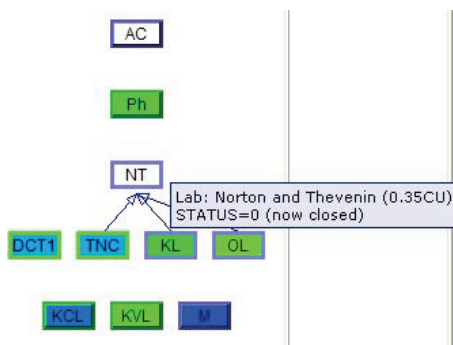 AC
Ph
NT
Lab: Norton and Thevenin (0.35CU)
STATUS=0 (now closed)
DCT1 TNC KL OL
KCL KVL M